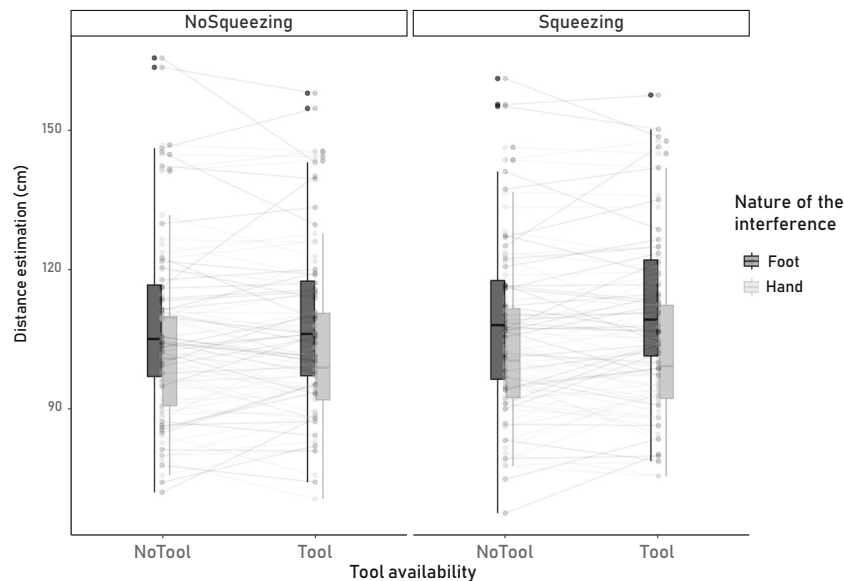 NoSqueezing
Squeezing
150
120
90
Distance estimation (cm)
NoTool
Tool
NoTool
Tool
Tool availability
Nature of the
interference
Foot
Hand